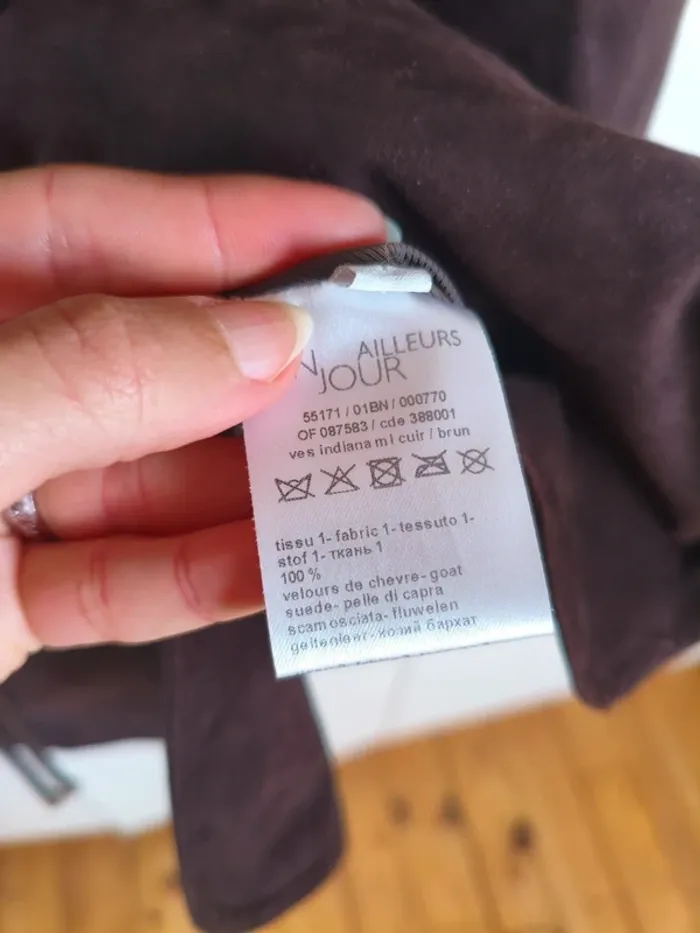 N AILLEURS
JOUR
55171 / 01BN / 000770
OF 087583 / cde 388001
ves indiana ml cuir / brun
tissu 1- fabric 1- tessuto 1-
stof 1- ткань 1
100 %
velours de chevre- goat
suede- pelle di capra
scamosciata- fluwelen
geitenleer- козий бархат